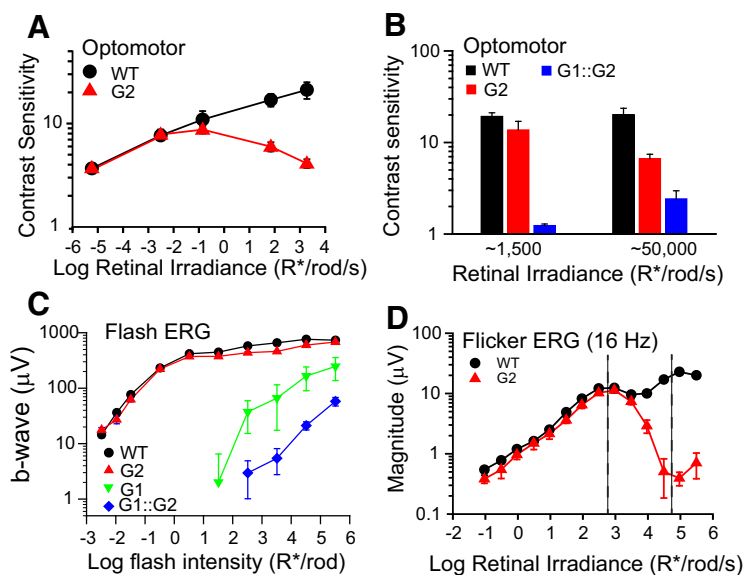 A
Optomotor
WT
G2
Contrast Sensitivity
10
1
-6 -5 -4 -3 -2 -1 0 1 2 3 4
Log Retinal Irradiance (R*/rod/s)
B
Optomotor
WT G1::G2
G2
Contrast sensitivity
100
10
1
~1,500 ~50,000
Retinal Irradiance (R*/rod/s)
C
Flash ERG
b-wave (μV)
1000
100
10
1
WT
G2
G1
G1::G2
-3 -2 -1 0 1 2 3 4 5 6
Log flash intensity (R*/rod)
D
Flicker ERG (16 Hz)
WT
G2
Magnitude (μV)
100
10
1
0.1
-2 -1 0 1 2 3 4 5 6
Log Retinal Irradiance (R*/rod/s)